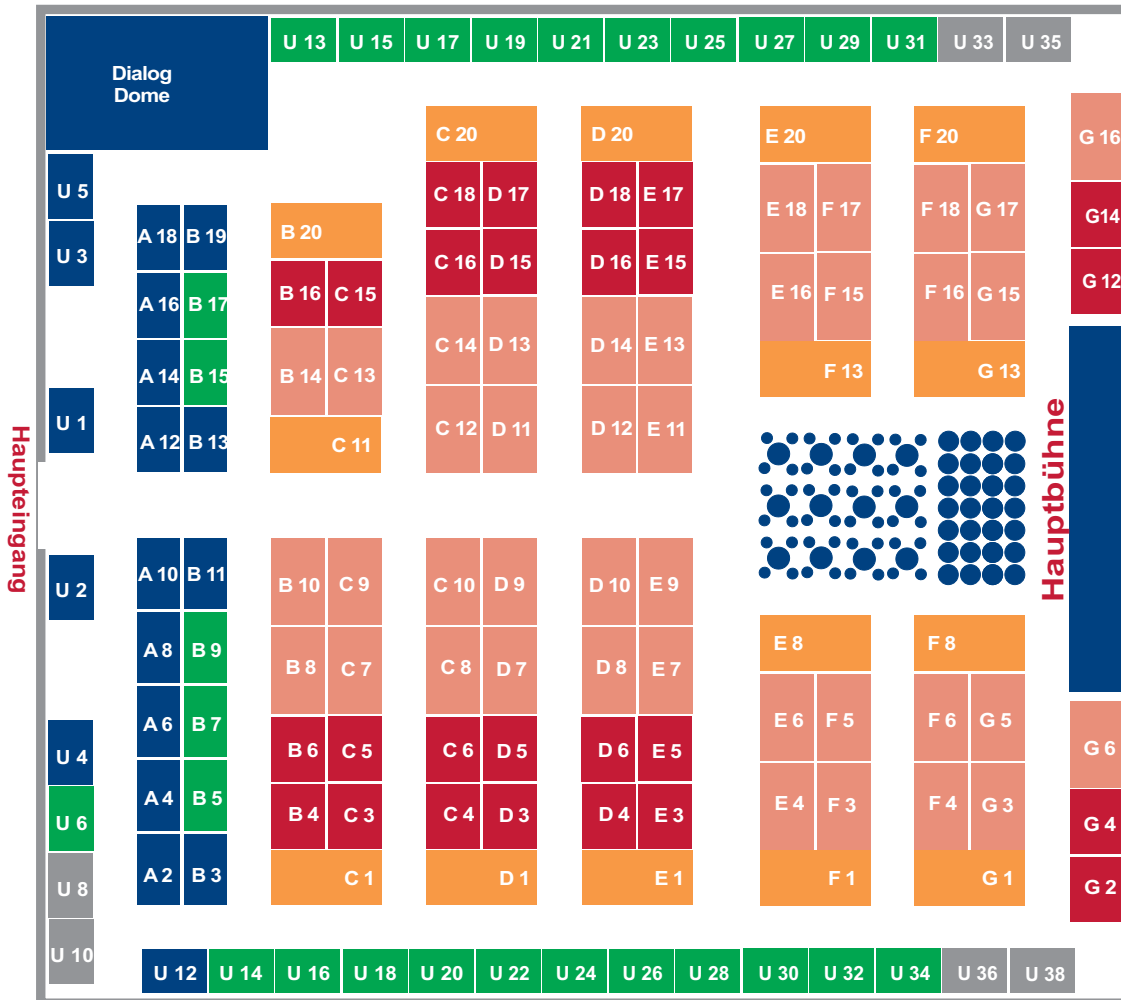 U 13 U 15 U 17 U 19 U 21 U 23 U 25 U 27 U 29 U 31 U 33 U 35
Dialog
Dome
C 20 D 20 E 20 F 20 G 16
U 5 C 18 D 17 D 18 E 17 E 18 F 17 F 18 G 17
U 3 A 18 B 19 B 20 G14
C 16 D 15 D 16 E 15 G 12
A 16 B 17 B 16 C 15 E 16 F 15 F 16 G 15
C 14 D 13 D 14 E 13
A 14 B 15 B 14 C 13 F 13 G 13
U 1 A 12 B 13 C 11 C 12 D 11 D 12 E 11
Haupteingang
Hauptbühne
U 2 A 10 B 11 B 10 C 9 C 10 D 9 D 10 E 9
A 8 B 9 B 8 C 7 C 8 D 7 D 8 E 7 E 8 F 8
A 6 B 7 E 6 F 5 F 6 G 5 G 6
U 4 B 6 C 5 C 6 D 5 D 6 E 5
U 6 A 4 B 5 B 4 C 3 C 4 D 3 D 4 E 3 E 4 F 3 F 4 G 3 G 4
U 8 A 2 B 3 C 1 D 1 E 1 F 1 G 1 G 2
U 10
U 12 U 14 U 16 U 18 U 20 U 22 U 24 U 26 U 28 U 30 U 32 U 34 U 36 U 38